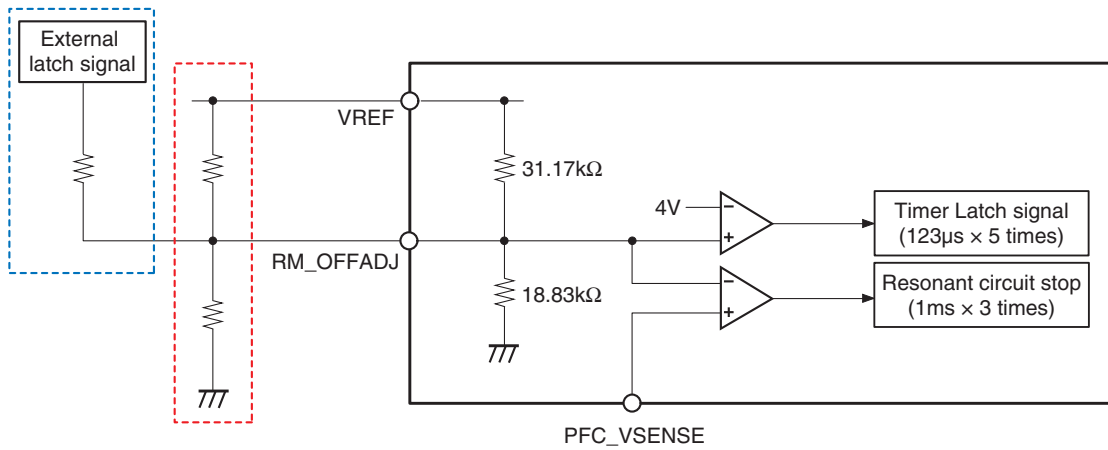 External
latch signal
VREF
31.17kΩ
4V
−
+
Timer Latch signal
(123µs × 5 times)
RM_OFFADJ
18.83kΩ
−
+
Resonant circuit stop
(1ms × 3 times)
PFC_VSENSE